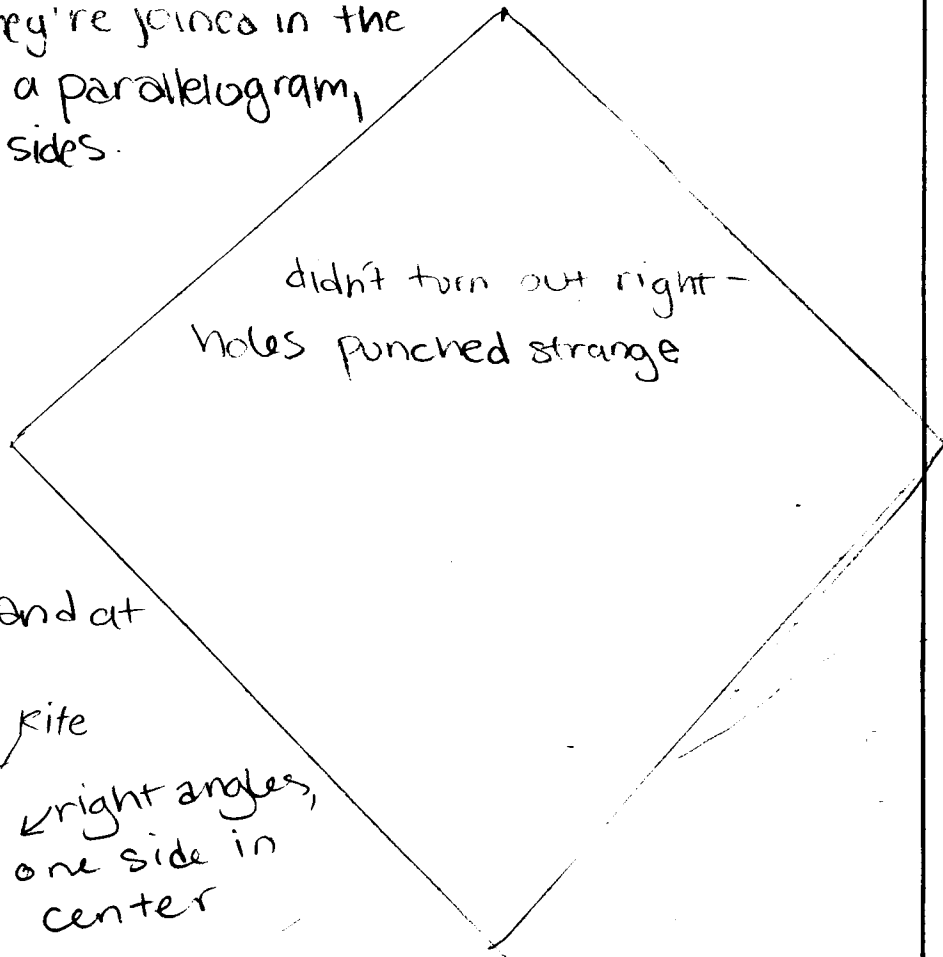 ey're joined in the
a parallelogram,
sides.
didn't turn out right -
holes punched strange
and at
kite
right angles,
one side in
center